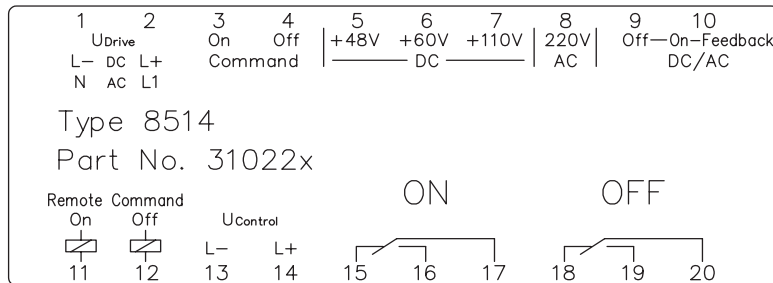 1 2 3 4 5 6 7 8 9 10
UDrive On Off +48V +60V +110V 220V Off—On-Feedback
L- DC L+ Command DC AC DC/AC
N AC L1
Type 8514
Part No. 31022x
ON OFF
Remote Command
On Off UControl
L- L+
11 12 13 14 15 16 17 18 19 20